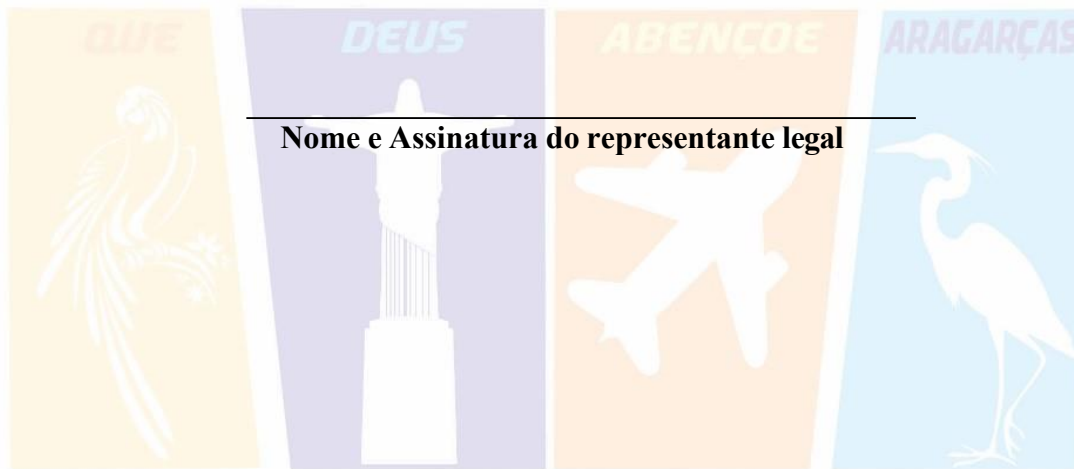 QUE DEUS ABENCOE ARAGARÇAS
Nome e Assinatura do representante legal